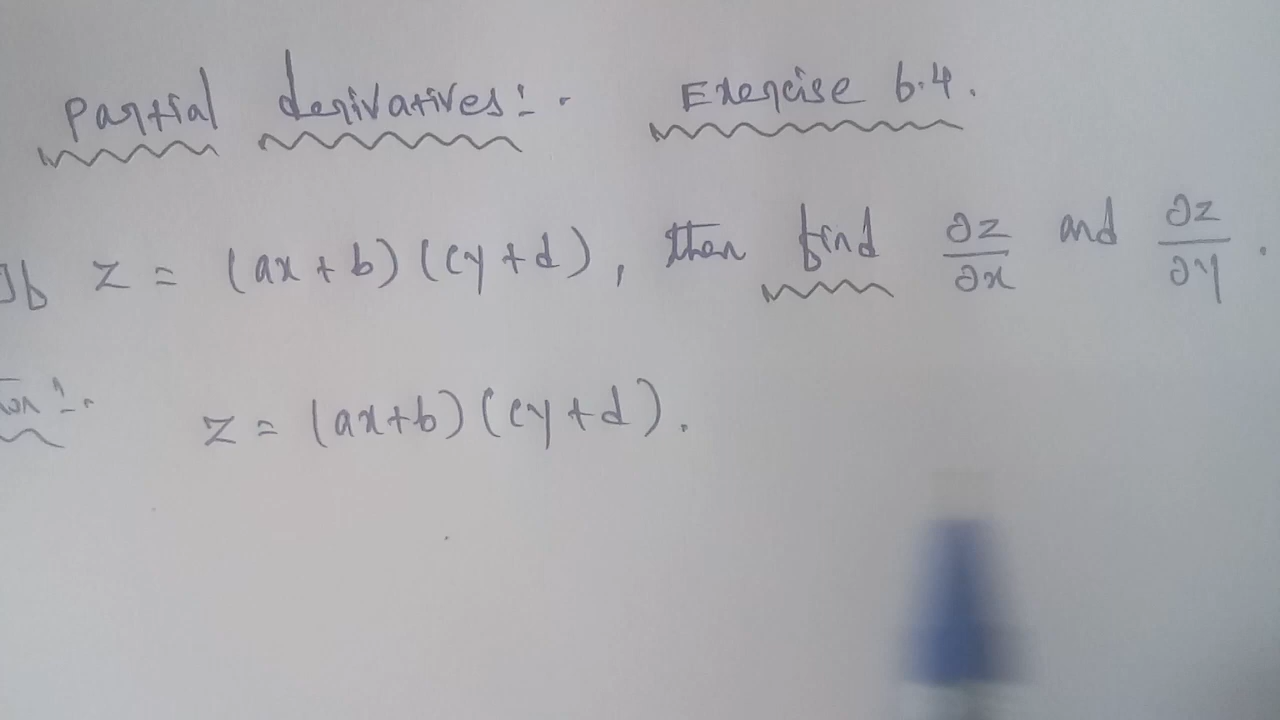 Partial derivatives:- Exercise 6.4.
If z = (ax+b)(cy+d), then find ∂z/∂x and ∂z/∂y.
z = (ax+b)(cy+d).